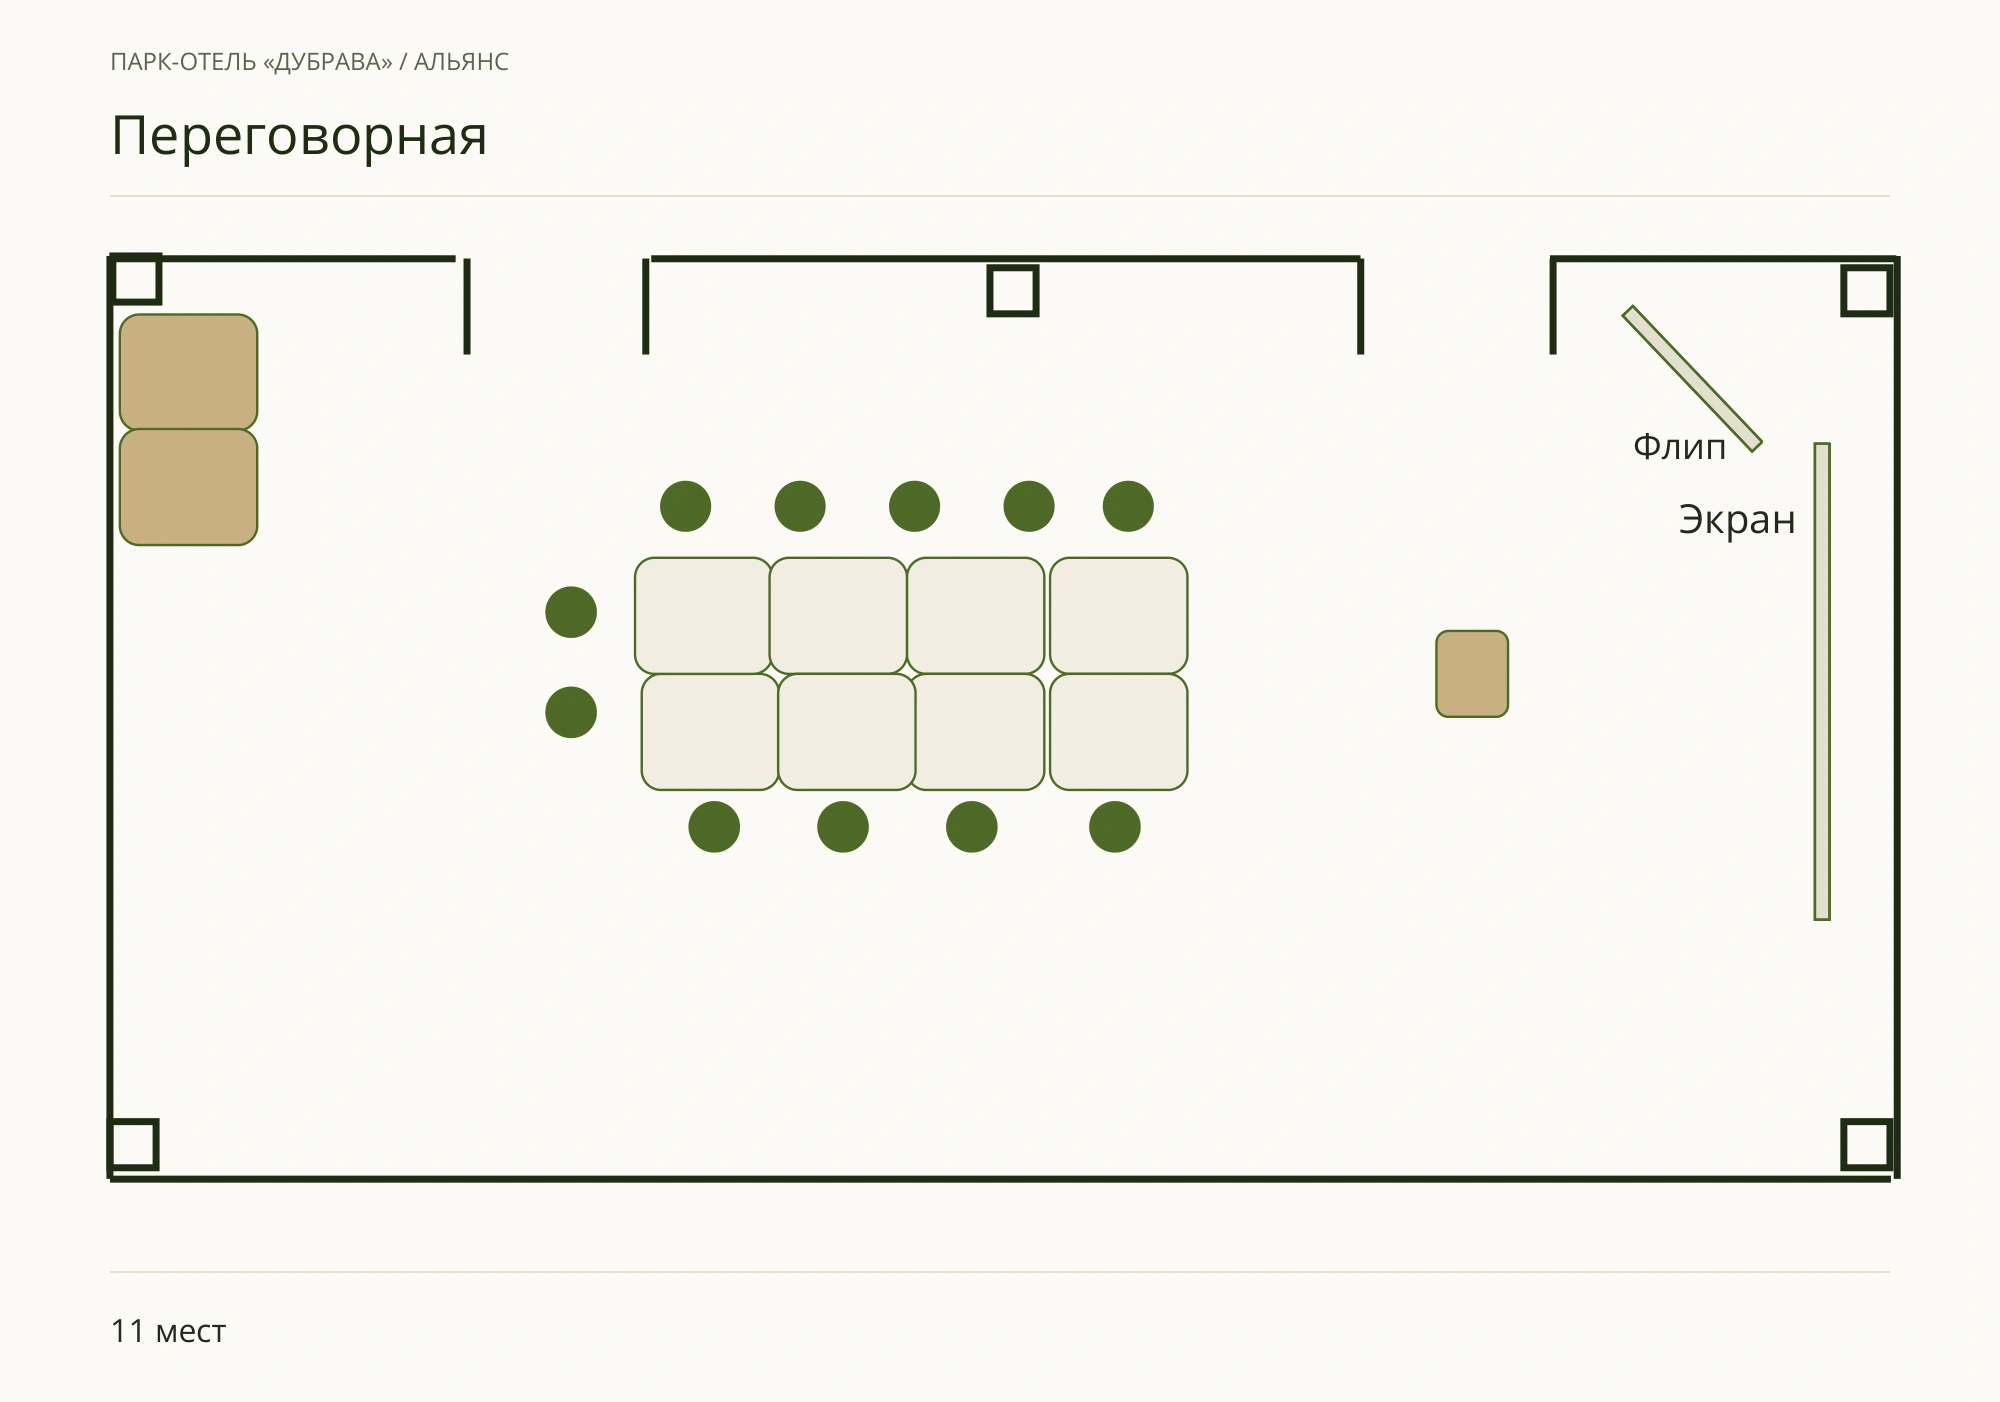 ПАРК-ОТЕЛЬ «ДУБРАВА» / АЛЬЯНС
Переговорная
Флип
Экран
11 мест